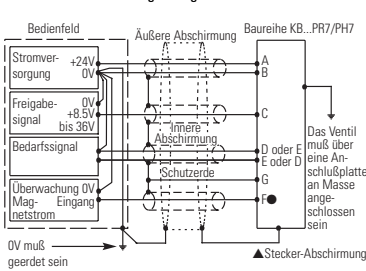 Bedienfeld
Äußere Abschirmung
Baureihe KB...PR7/PH7
Stromver-
sorgung
+24V
0V
A
B
Freigabe-
signal
0V
+8.5V
bis 36V
C
Innere
Abschirmung
Bedarfssignal
D oder E
E oder D
Schutzerde
G
Überwachung 0V
Mag-
netstrom
Eingang
F●
Das Ventil
muß über
eine An-
schlußplatte
an Masse
ange-
schlossen
sein
0V muß
geerdet sein
▲Stecker-Abschirmung